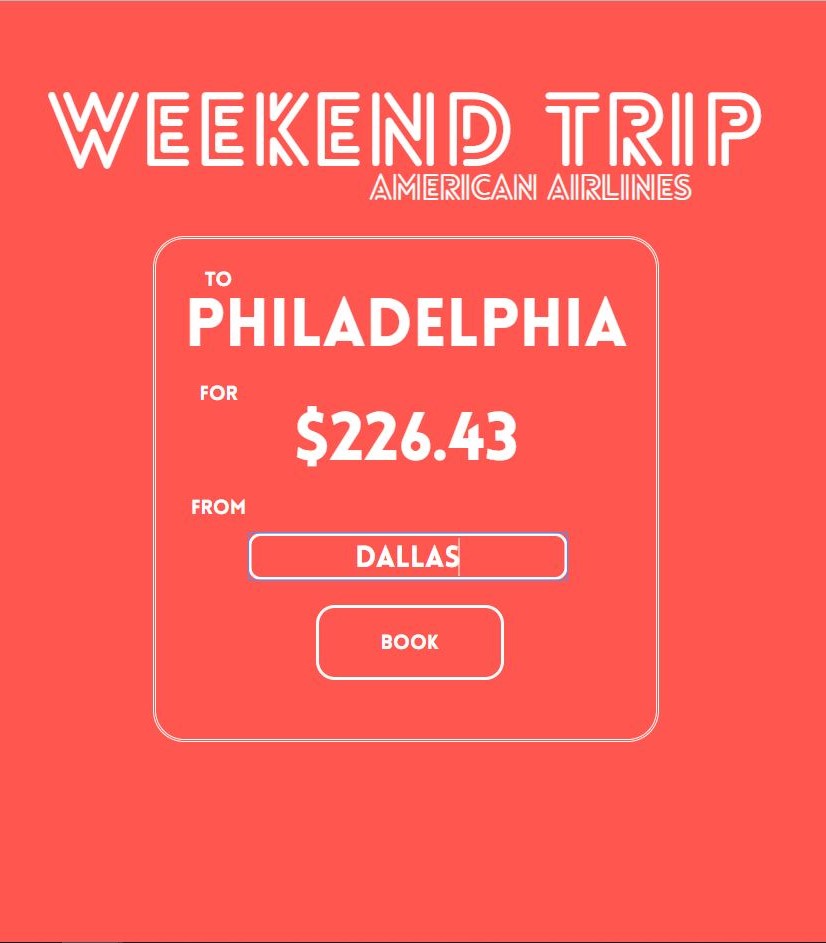 WEEKEND TRIP
AMERICAN AIRLINES
TO
PHILADELPHIA
FOR
$226.43
FROM
DALLAS
BOOK